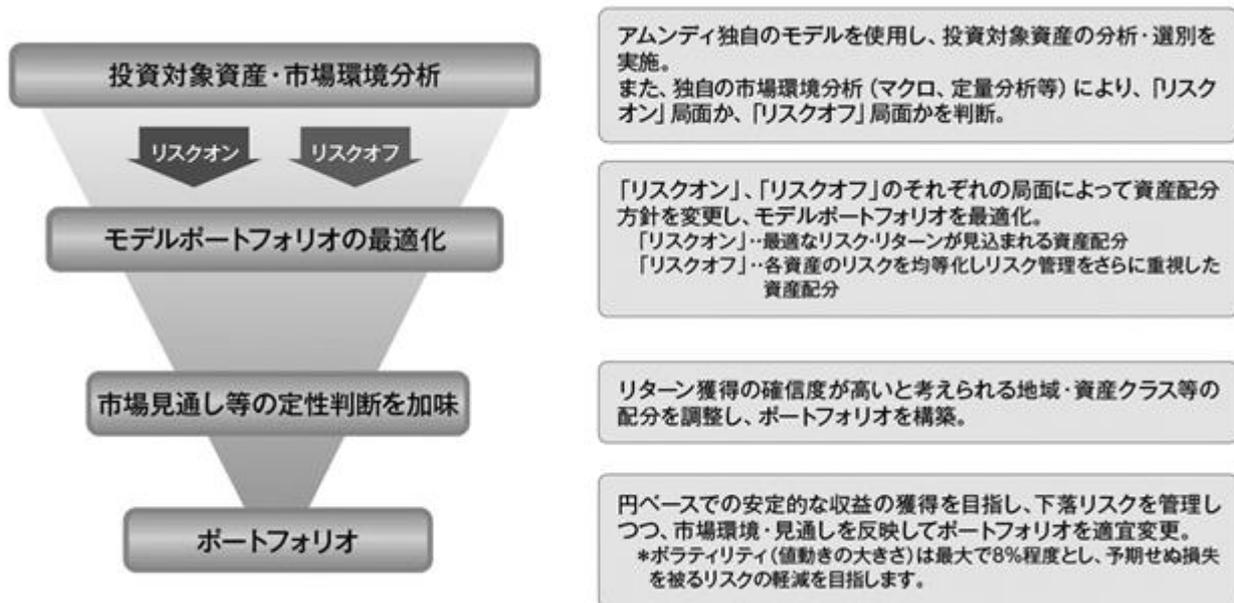 投資対象資産・市場環境分析
アムンディ独自のモデルを使用し、投資対象資産の分析・選別を
実施。
また、独自の市場環境分析（マクロ、定量分析等）により、「リスク
オン」局面か、「リスクオフ」局面かを判断。
リスクオン
リスクオフ
モデルポートフォリオの最適化
「リスクオン」、「リスクオフ」のそれぞれの局面によって資産配分
方針を変更し、モデルポートフォリオを最適化。
「リスクオン」‥最適なリスク・リターンが見込まれる資産配分
「リスクオフ」‥各資産のリスクを均等化しリスク管理をさらに重視した
資産配分
市場見通し等の定性判断を加味
リターン獲得の確信度が高いと考えられる地域・資産クラス等の
配分を調整し、ポートフォリオを構築。
ポートフォリオ
円ベースでの安定的な収益の獲得を目指し、下落リスクを管理し
つつ、市場環境・見通しを反映してポートフォリオを適宜変更。
＊ボラティリティ（値動きの大きさ）は最大で8％程度とし、予期せぬ損失
を被るリスクの軽減を目指します。